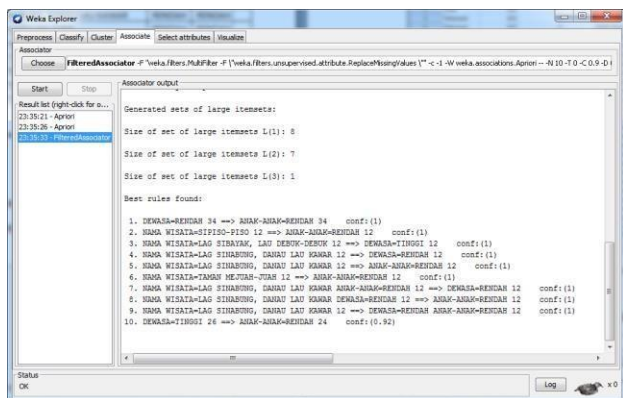 Weka Explorer
Preprocess Classify Cluster Associate Select attributes Visualize
Associator
Choose FilteredAssociator -F "weka.filters.MultiFilter -F \"weka.filters.unsupervised.attribute.ReplaceMissingValues \"" -c -1 -W weka.associations.Apriori -- -N 10 -T 0 -C 0.9 -D
Start Stop
Result list (right-click for o...
23:35:21 - Apriori
23:35:26 - Apriori
23:35:33 - FilteredAssociator
Associator output
Generated sets of large itemsets:
Size of set of large itemsets L(1): 8
Size of set of large itemsets L(2): 7
Size of set of large itemsets L(3): 1
Best rules found:
1. DEWASA=RENDAH 34 ==> ANAK-ANAK=RENDAH 34 conf:(1)
2. NAMA WISATA=SIPISO-PISO 12 ==> ANAK-ANAK=RENDAH 12 conf:(1)
3. NAMA WISATA=LAG SIBAYAK, LAU DEBUK-DEBUK 12 ==> DEWASA=TINGGI 12 conf:(1)
4. NAMA WISATA=LAG SINABUNG, DANAU LAU KAWAR 12 ==> DEWASA=RENDAH 12 conf:(1)
5. NAMA WISATA=LAG SINABUNG, DANAU LAU KAWAR 12 ==> ANAK-ANAK=RENDAH 12 conf:(1)
6. NAMA WISATA=TAMAN MEJUAH-JUAH 12 ==> ANAK-ANAK=RENDAH 12 conf:(1)
7. NAMA WISATA=LAG SINABUNG, DANAU LAU KAWAR ANAK-ANAK=RENDAH 12 ==> DEWASA=RENDAH 12 conf:(1)
8. NAMA WISATA=LAG SINABUNG, DANAU LAU KAWAR DEWASA=RENDAH 12 ==> ANAK-ANAK=RENDAH 12 conf:(1)
9. NAMA WISATA=LAG SINABUNG, DANAU LAU KAWAR 12 ==> DEWASA=RENDAH ANAK-ANAK=RENDAH 12 conf:(1)
10. DEWASA=TINGGI 26 ==> ANAK-ANAK=RENDAH 24 conf:(0.92)
Status
OK
Log
x 0